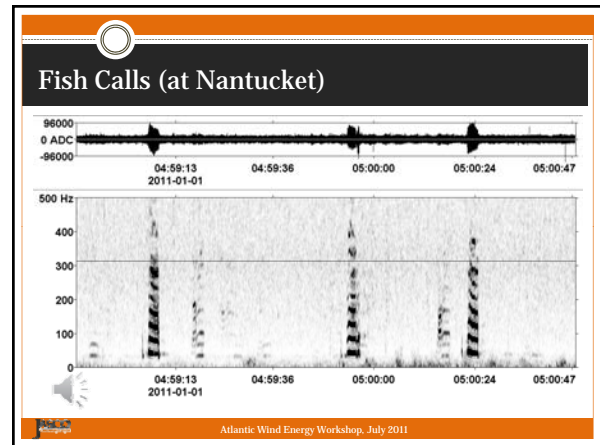 Fish Calls (at Nantucket)
96000
0 ADC
-96000
04:59:13 04:59:36 05:00:00 05:00:24 05:00:47
2011-01-01
500 Hz
400
300
200
100
0
04:59:13 04:59:36 05:00:00 05:00:24 05:00:47
2011-01-01
Atlantic Wind Energy Workshop, July 2011